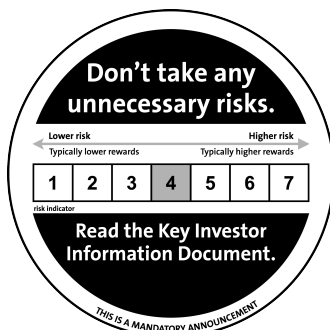 Don’t take any
unnecessary risks.
Lower risk Higher risk
Typically lower rewards Typically higher rewards
1 2 3 4 5 6 7
risk indicator
Read the Key Investor
Information Document.
THIS IS A MANDATORY ANNOUNCEMENT